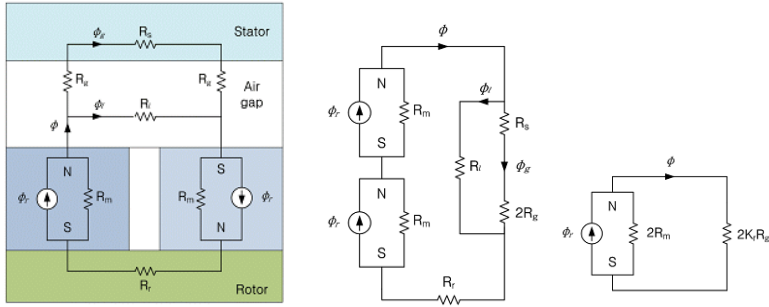 ϕg Rs Stator
Rg Rg Air
gap
ϕl Rl
ϕ
N S
ϕr Rm Rm ϕr
S N
Rr Rotor
ϕ
N ϕl
ϕr Rm Rs
S Rl ϕg
N
ϕr Rm 2Rg
S
Rr
ϕ
N
ϕr 2Rm 2KrRg
S